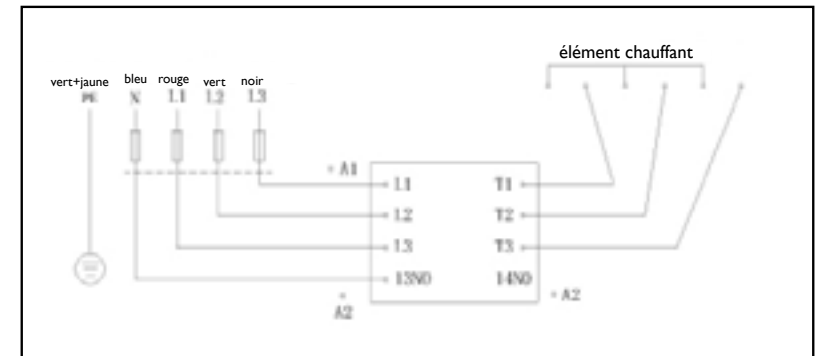 élément chauffant
vert+jaune bleu rouge vert noir
PE N L1 L2 L3
A1
L1 T1
L2 T2
L3 T3
13NO 14NO
A2
A2